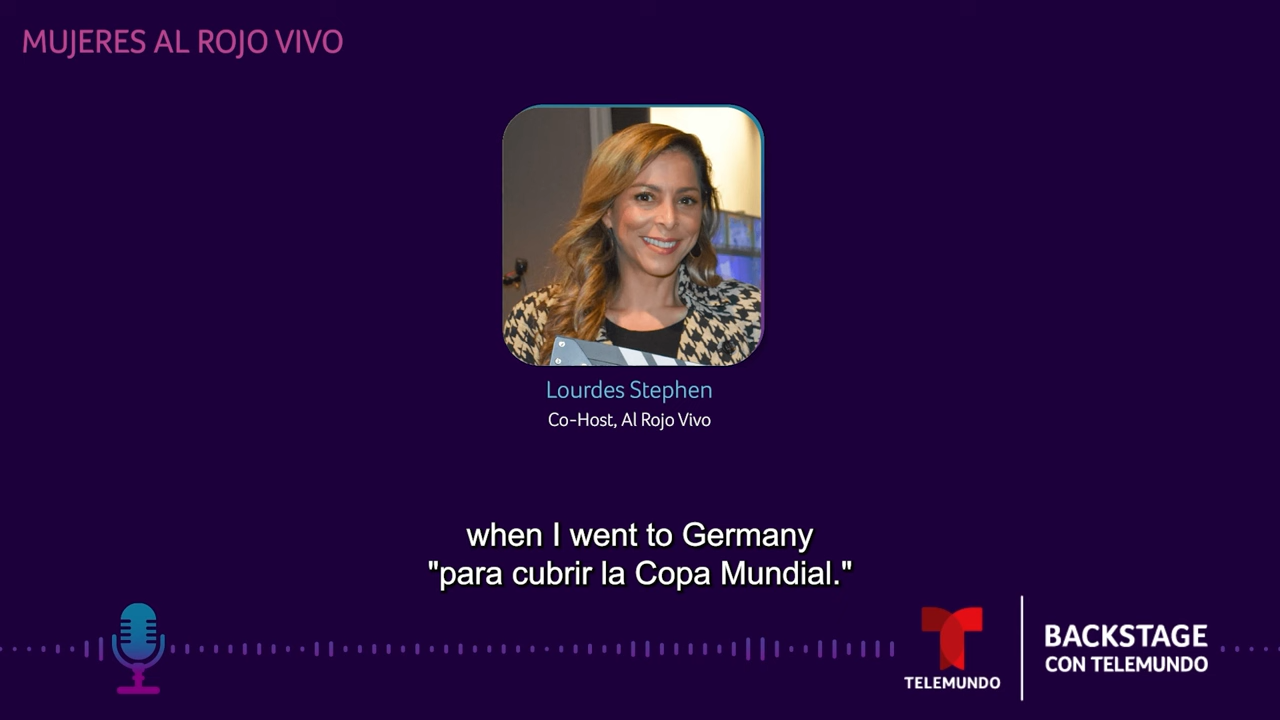 MUJERES AL ROJO VIVO
Lourdes Stephen
Co-Host, Al Rojo Vivo
when I went to Germany
"para cubrir la Copa Mundial."
TELEMUNDO
BACKSTAGE
CON TELEMUNDO